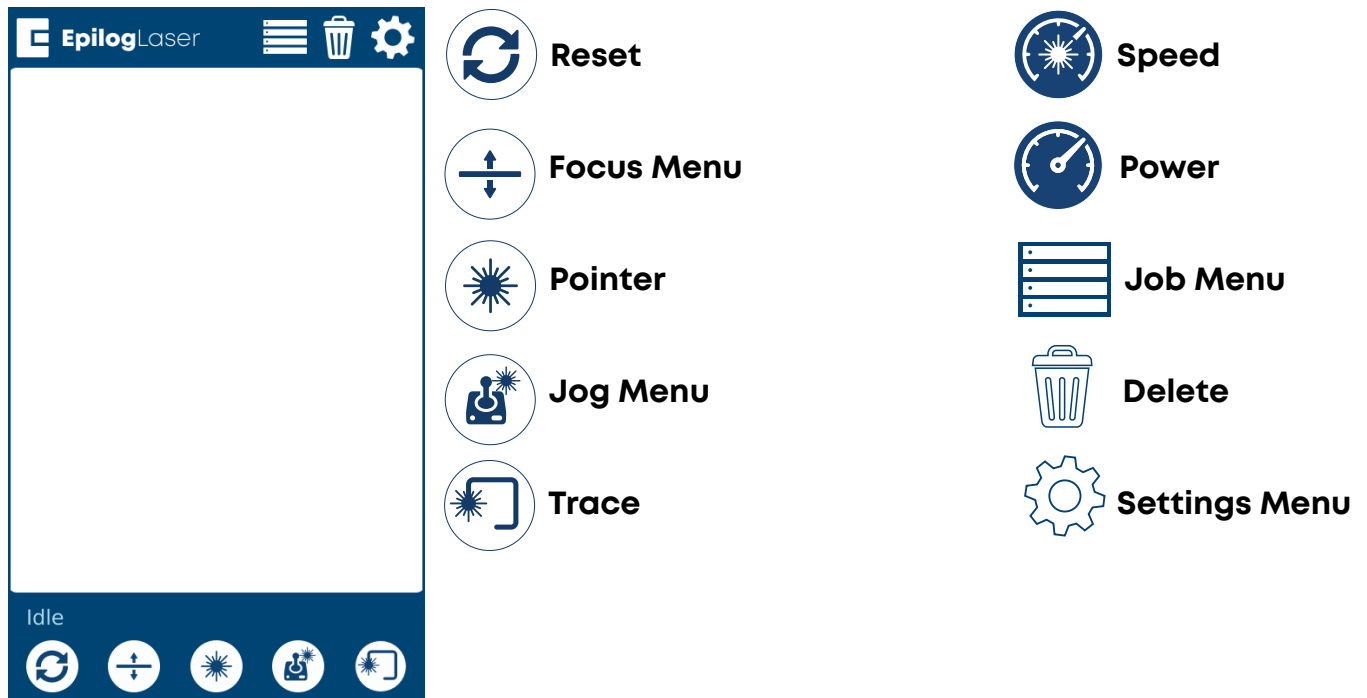 EpilogLaser
Idle
Reset
Focus Menu
Pointer
Jog Menu
Trace
Speed
Power
Job Menu
Delete
Settings Menu